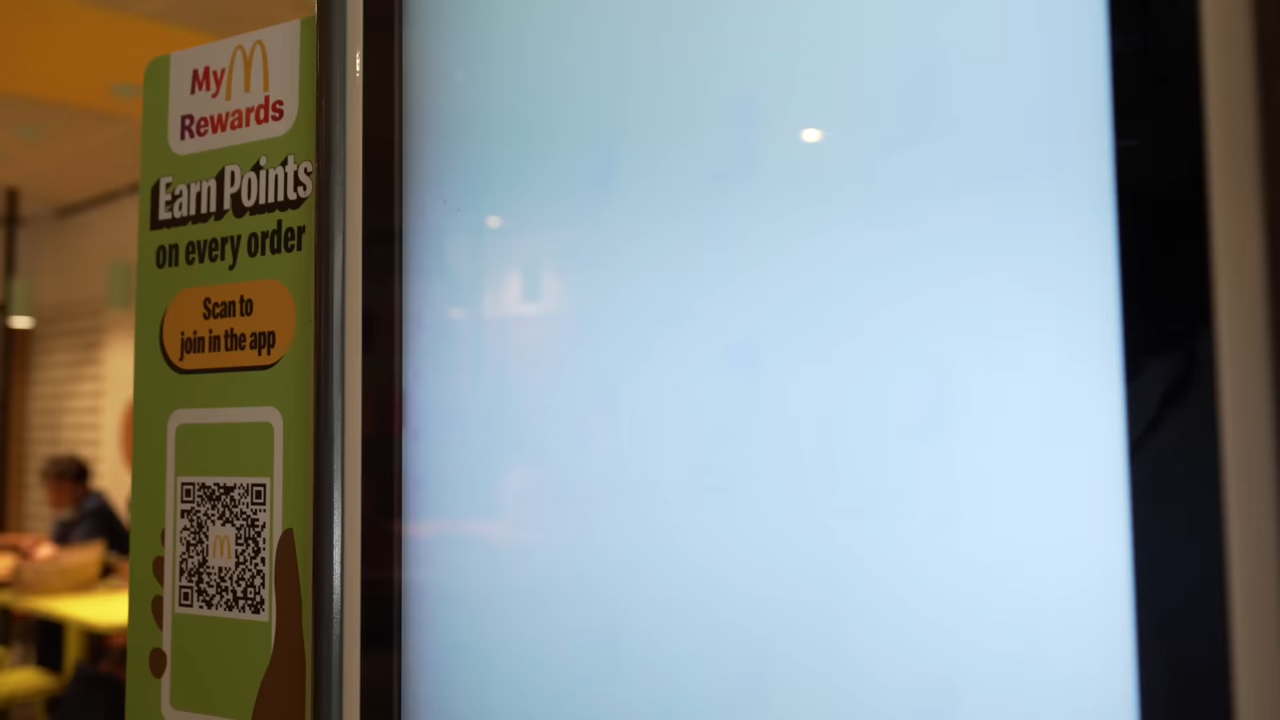 My
Rewards
Earn Points
on every order
Scan to
join in the app